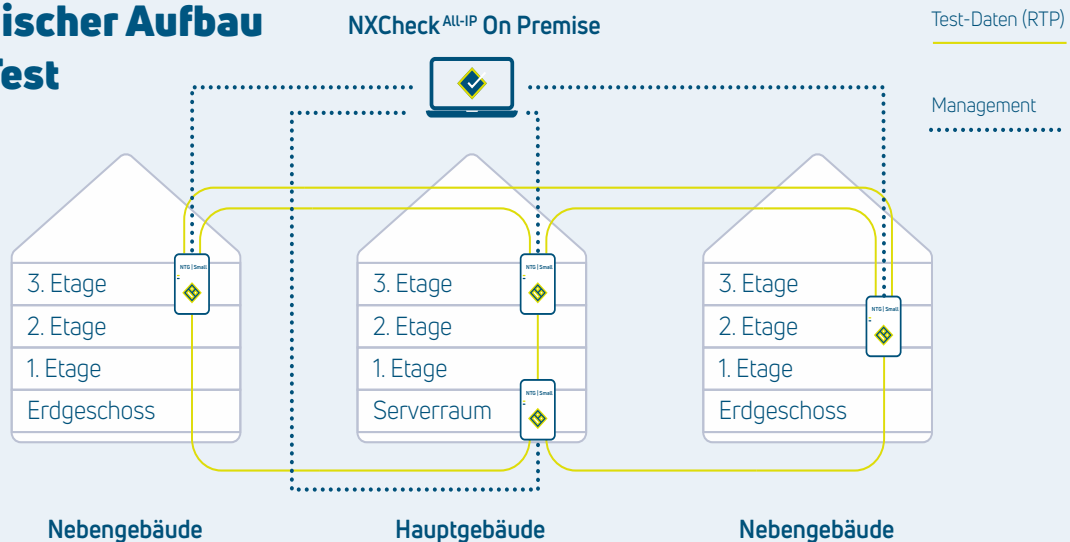 ischer Aufbau
Test
NXCheck All-IP On Premise
Test-Daten (RTP)
Management
NTG | Small
3. Etage
2. Etage
1. Etage
Erdgeschoss
Nebengebäude
NTG | Small
3. Etage
2. Etage
1. Etage
NTG | Small
Serverraum
Hauptgebäude
3. Etage
NTG | Small
2. Etage
1. Etage
Erdgeschoss
Nebengebäude